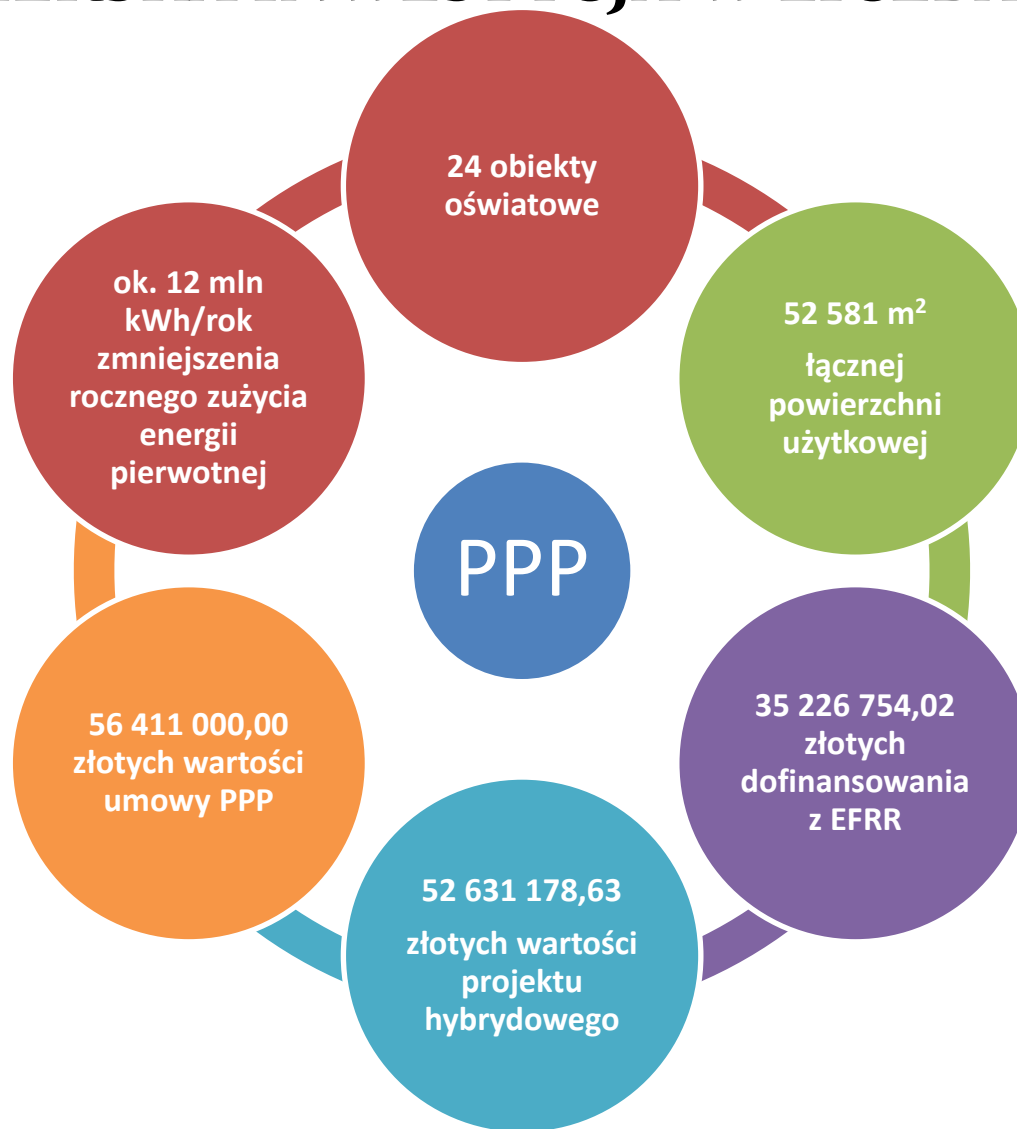 24 obiekty
oświatowe
52 581 m²
łącznej
powierzchni
użytkowej
35 226 754,02
złotych
dofinansowania
z EFRR
52 631 178,63
złotych wartości
projektu
hybrydowego
56 411 000,00
złotych wartości
umowy PPP
ok. 12 mln
kWh/rok
zmniejszenia
rocznego zużycia
energii
pierwotnej
PPP